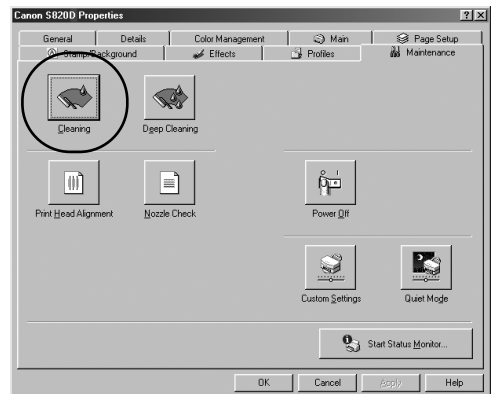 Canon S820D Properties
General Details Color Management Main Page Setup
Stamp/Background Effects Profiles Maintenance
Cleaning Deep Cleaning
Print Head Alignment Nozzle Check Power Off
Custom Settings Quiet Mode
Start Status Monitor...
OK Cancel Apply Help